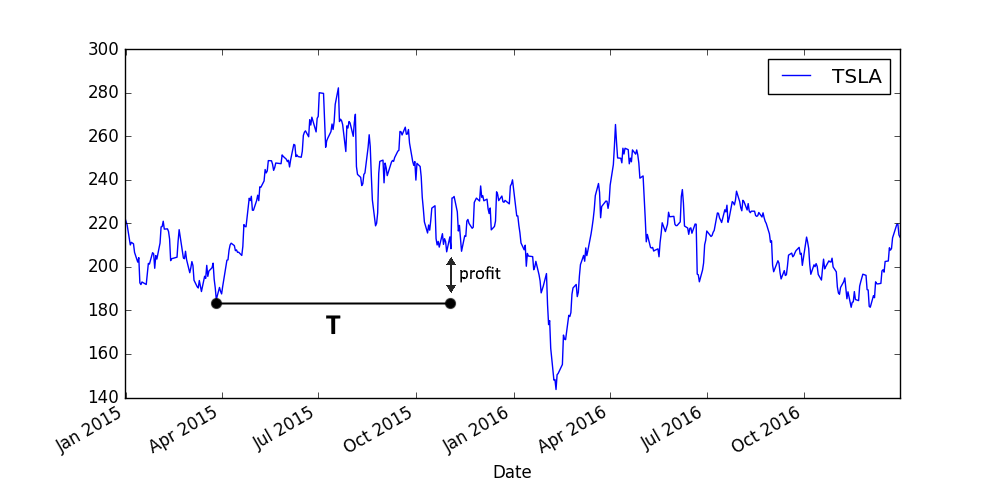 300
280
260
240
220
200
180
160
140
TSLA
profit
T
Jan 2015
Apr 2015
Jul 2015
Oct 2015
Jan 2016
Apr 2016
Jul 2016
Oct 2016
Date